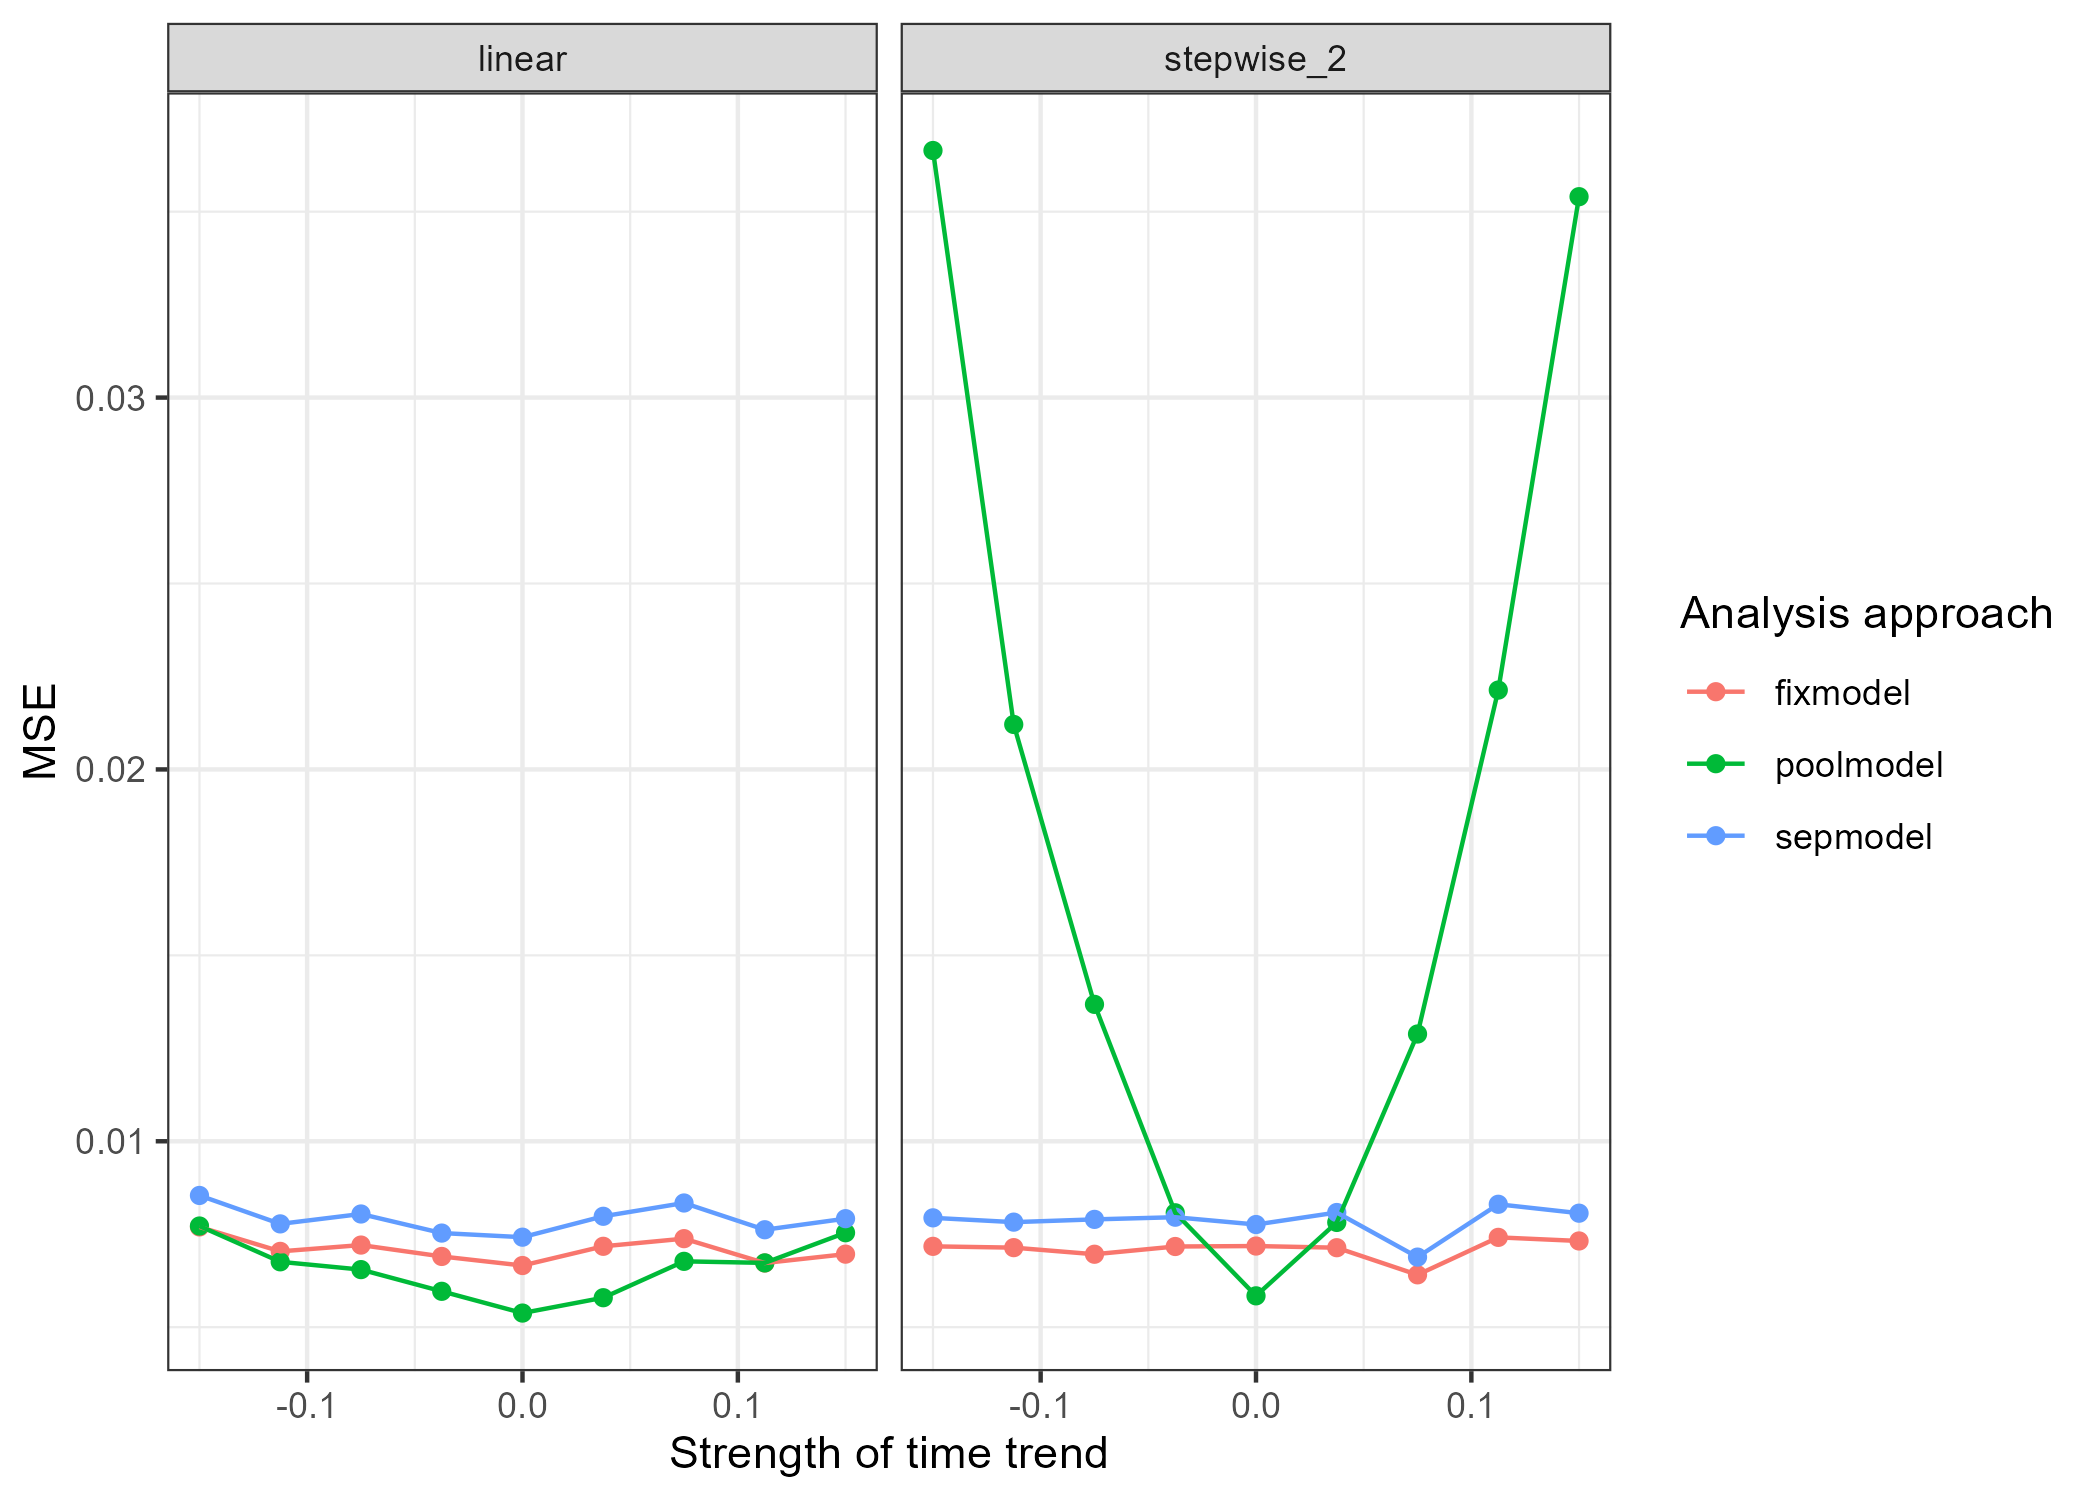 linear
stepwise_2
MSE
0.03
0.02
0.01
-0.1
0.0
0.1
-0.1
0.0
0.1
Strength of time trend
Analysis approach
fixmodel
poolmodel
sepmodel